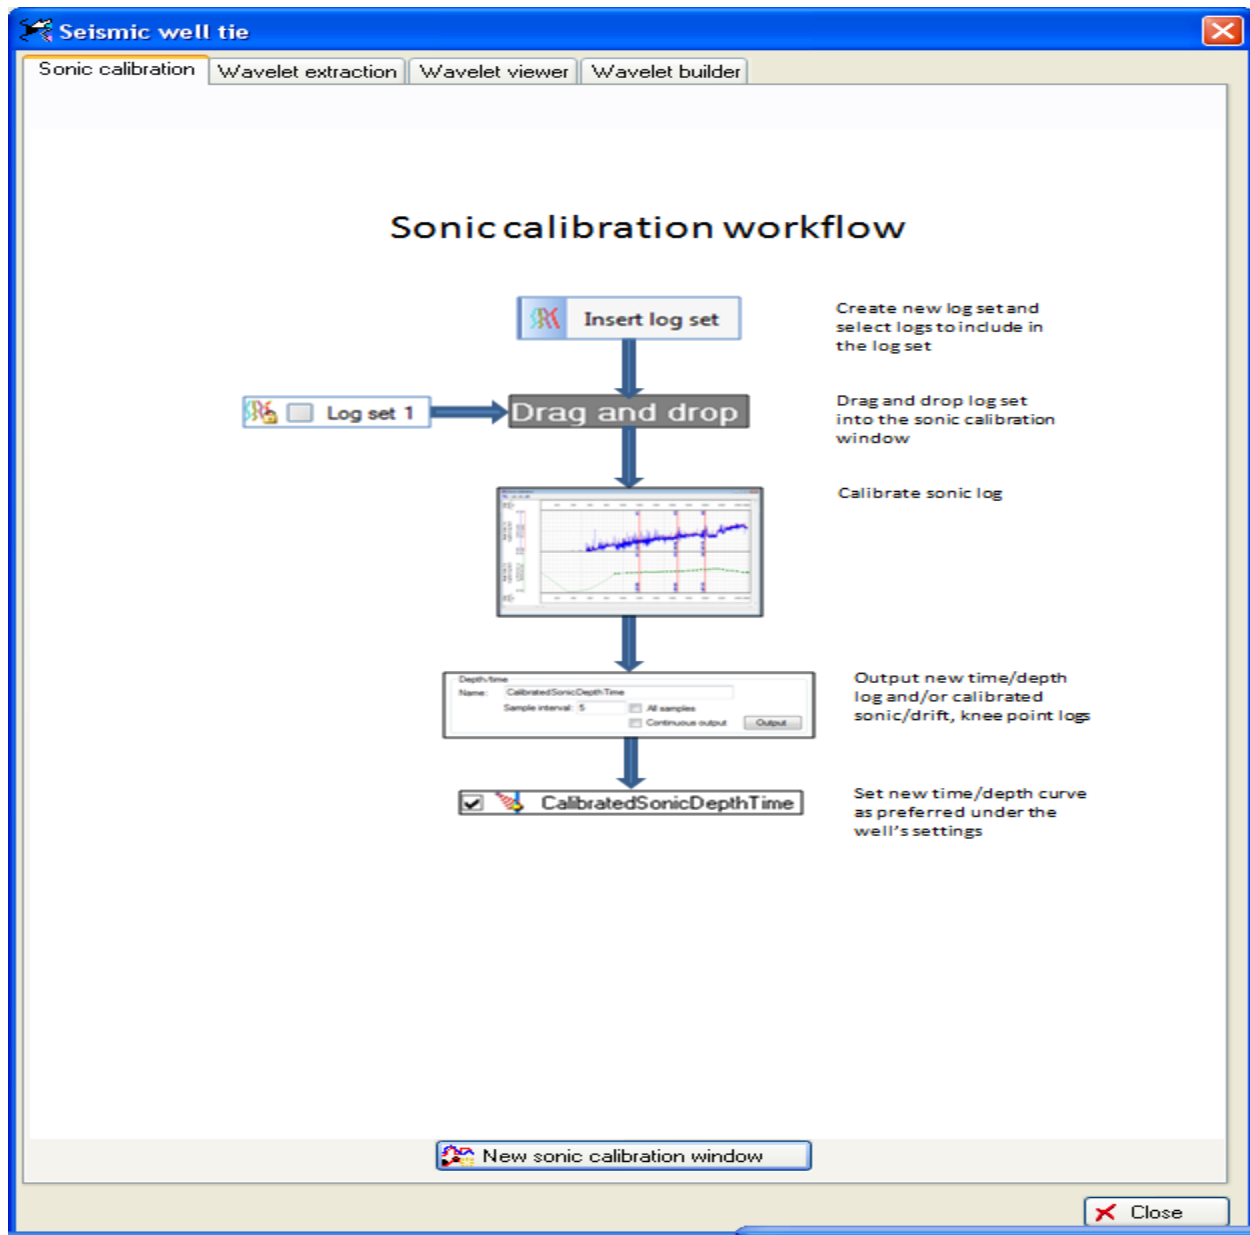 Seismic well tie
Sonic calibration
Wavelet extraction
Wavelet viewer
Wavelet builder
Sonic calibration workflow
Insert log set
Create new log set and
select logs to include in
the log set
Log set 1
Drag and drop
Drag and drop log set
into the sonic calibration
window
Calibrate sonic log
Depth/time
Name: CalibratedSonicDepthTime
Sample interval: 5
All samples
Continuous output
Output
Output new time/depth
log and/or calibrated
sonic/drift, knee point logs
CalibratedSonicDepthTime
Set new time/depth curve
as preferred under the
well's settings
New sonic calibration window
Close